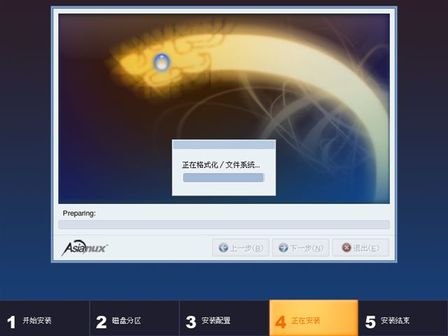 正在格式化 / 文件系统...
Preparing:
Asianux
上一步(B)
下一步(N)
退出(E)
1 开始安装
2 磁盘分区
3 安装配置
4 正在安装
5 安装结束